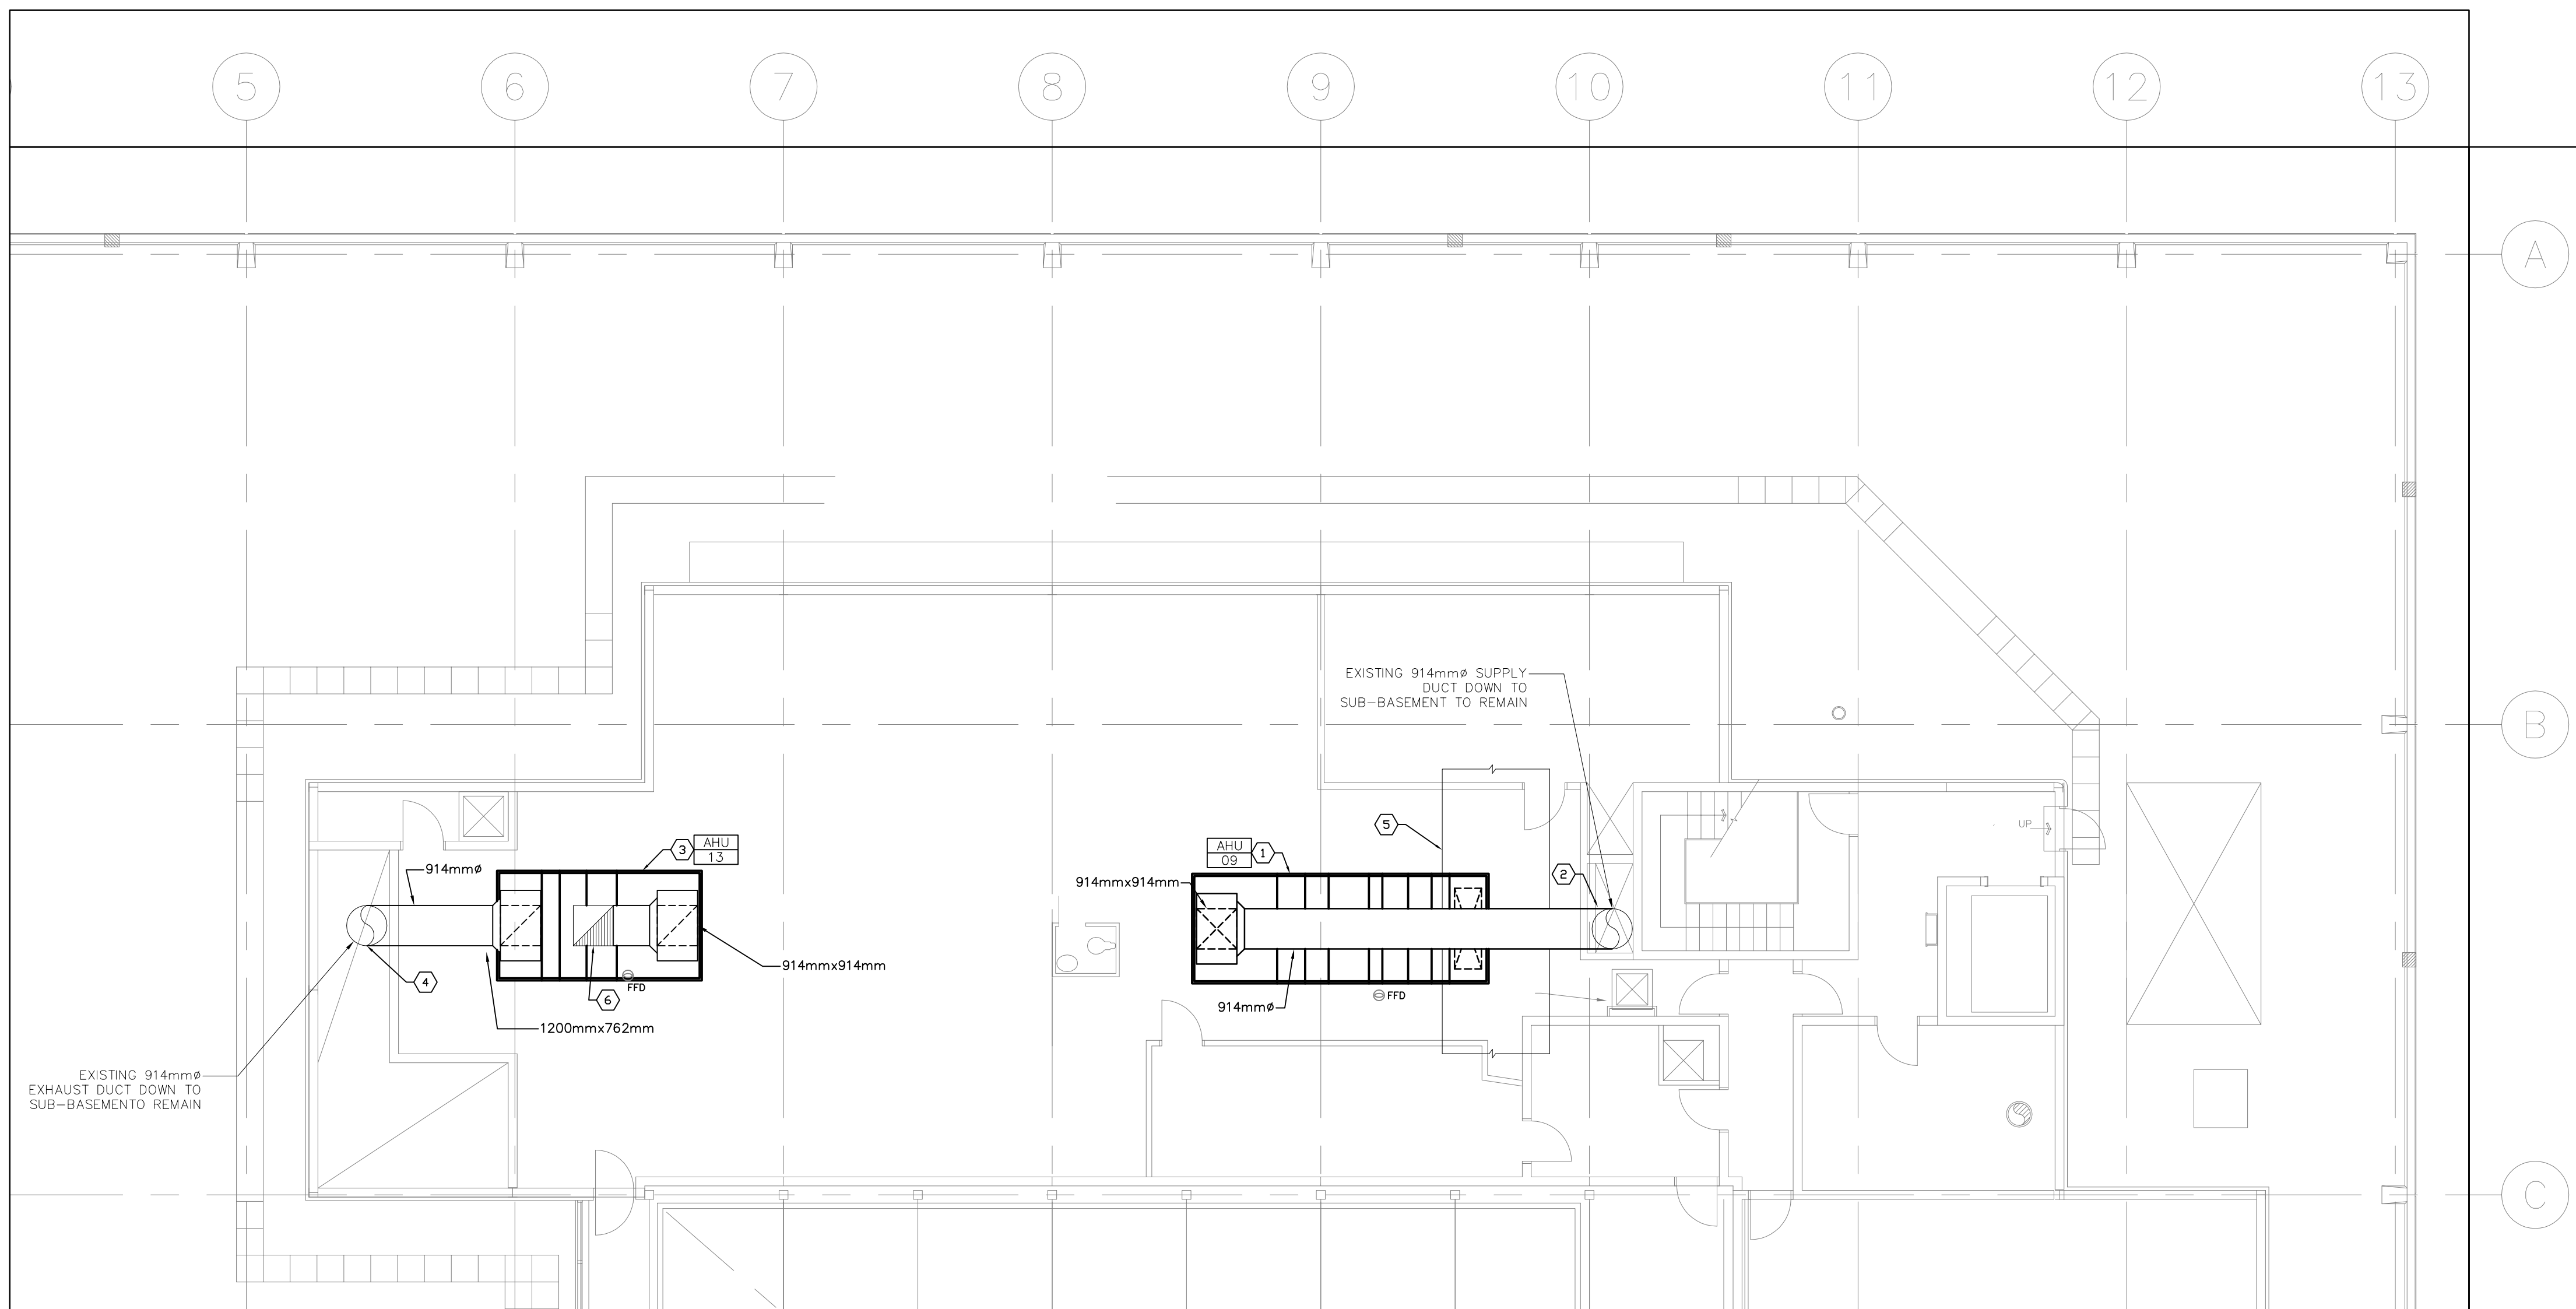 5 6 7 8 9 10 11 12 13
A
EXISTING 914mmø SUPPLY
DUCT DOWN TO
SUB-BASEMENT TO REMAIN
B
5
UP
3
AHU
13
AHU
09
1
914mmø
2
914mmx914mm
914mmx914mm
4
FFD
6
FFD
914mmø
1200mmx762mm
EXISTING 914mmø
EXHAUST DUCT DOWN TO
SUB-BASEMENTO REMAIN
C